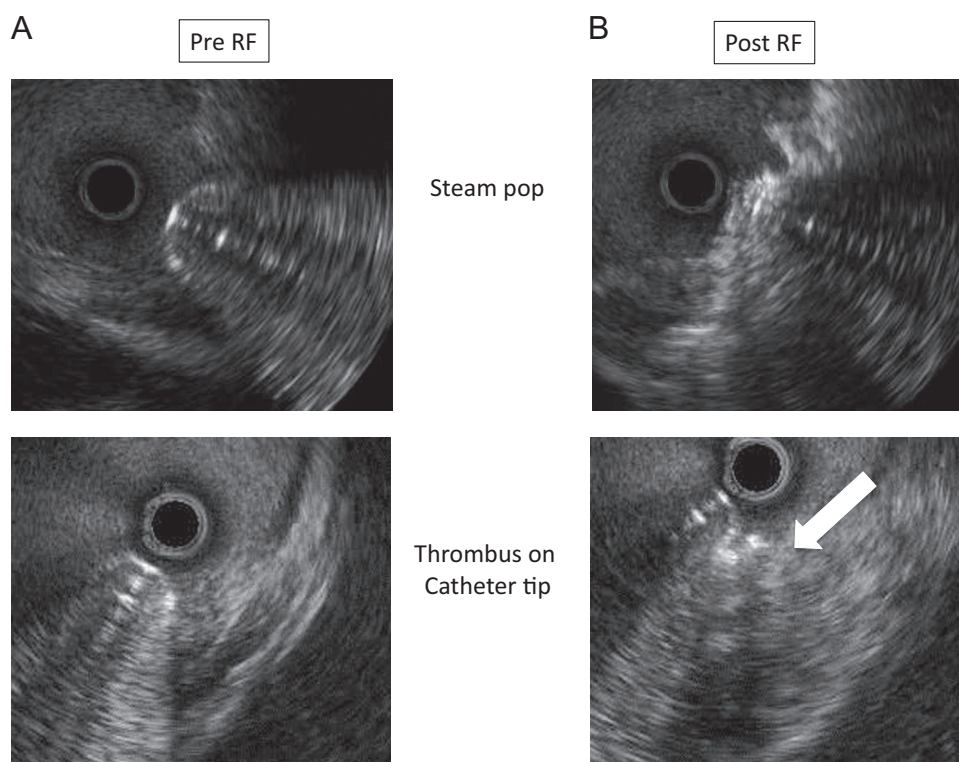 A
Pre RF
B
Post RF
Steam pop
Thrombus on
Catheter tip